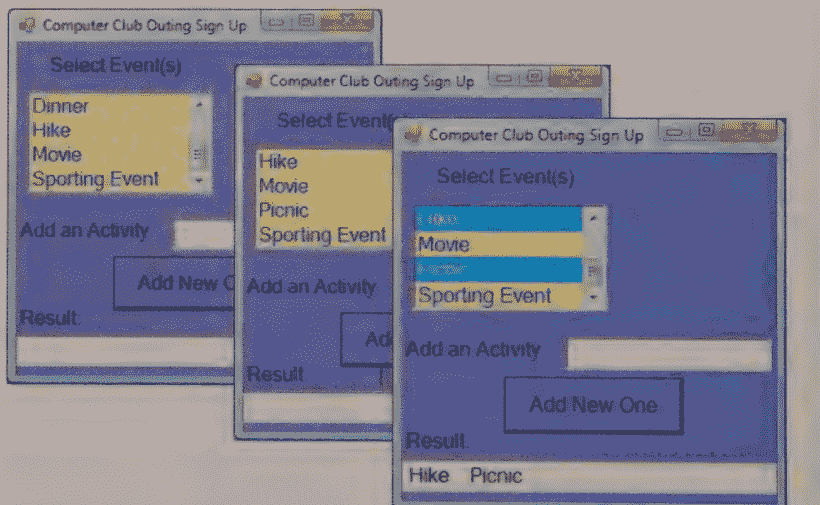 Computer Club Outing Sign Up
Select Event(s)
Dinner
Hike
Movie
Sporting Event
Add an Activity
Add New
Result
Computer Club Outing Sign Up
Select Event(
Hike
Movie
Picnic
Sporting Event
Add an Activity
Result
Computer Club Outing Sign Up
Select Event(s)
Hike
Movie
Picnic
Sporting Event
Add an Activity
Add New One
Result
Hike Picnic